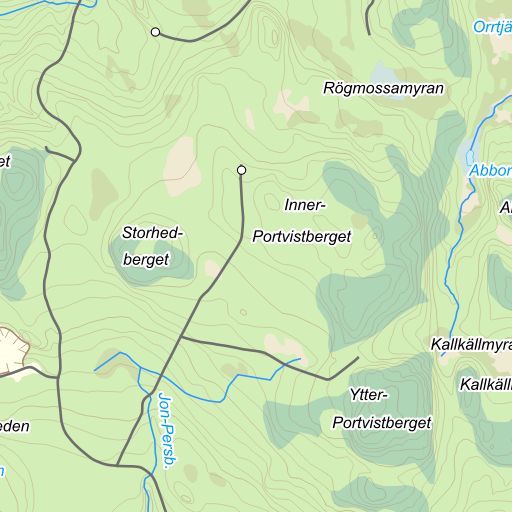 Orrtjä
Rögmossamyran
et
Abbor
Inner-
Portvistberget
Storhed-
berget
Kallkällmyra
Kallkäll
Ytter-
Portvistberget
Jon-Persb.
eden
n